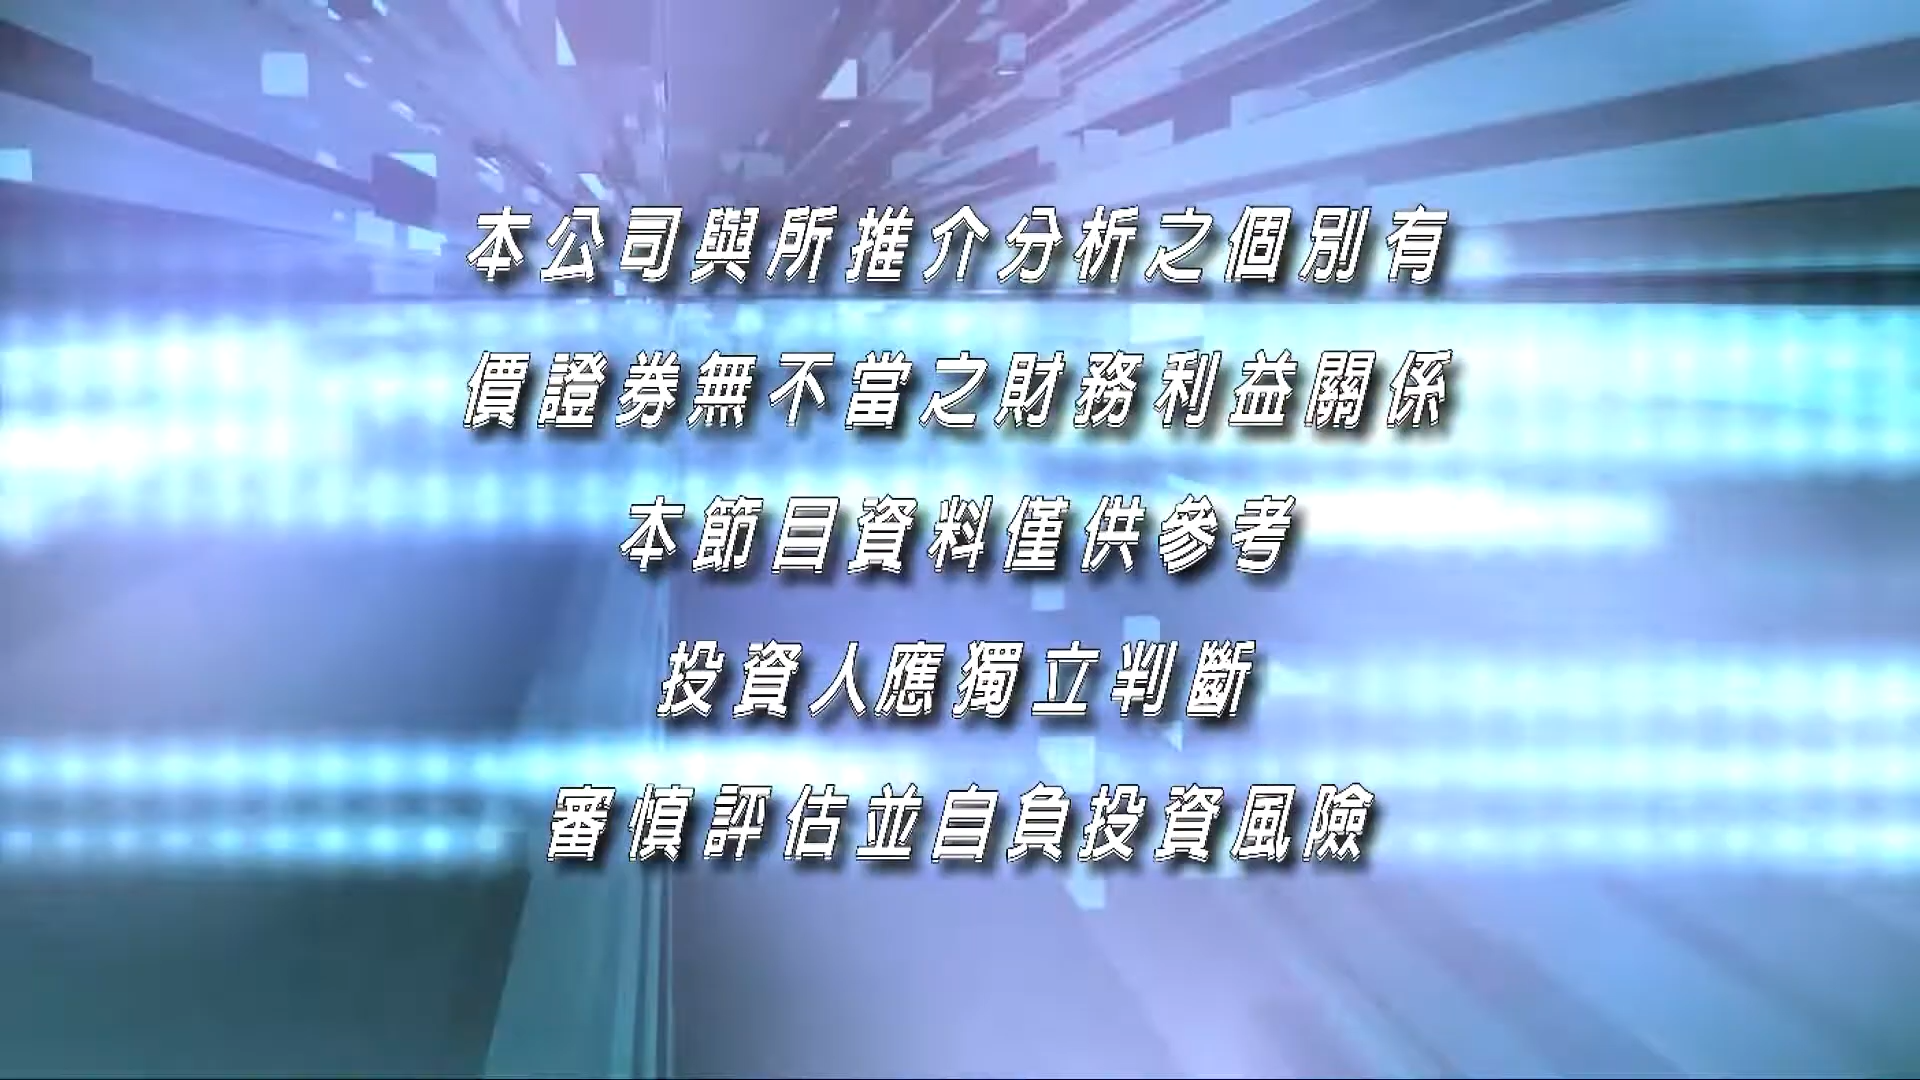 本公司與所推介分析之個別有
價證券無不當之財務利益關係
本節目資料僅供參考
投資人應獨立判斷
審慎評估並自負投資風險